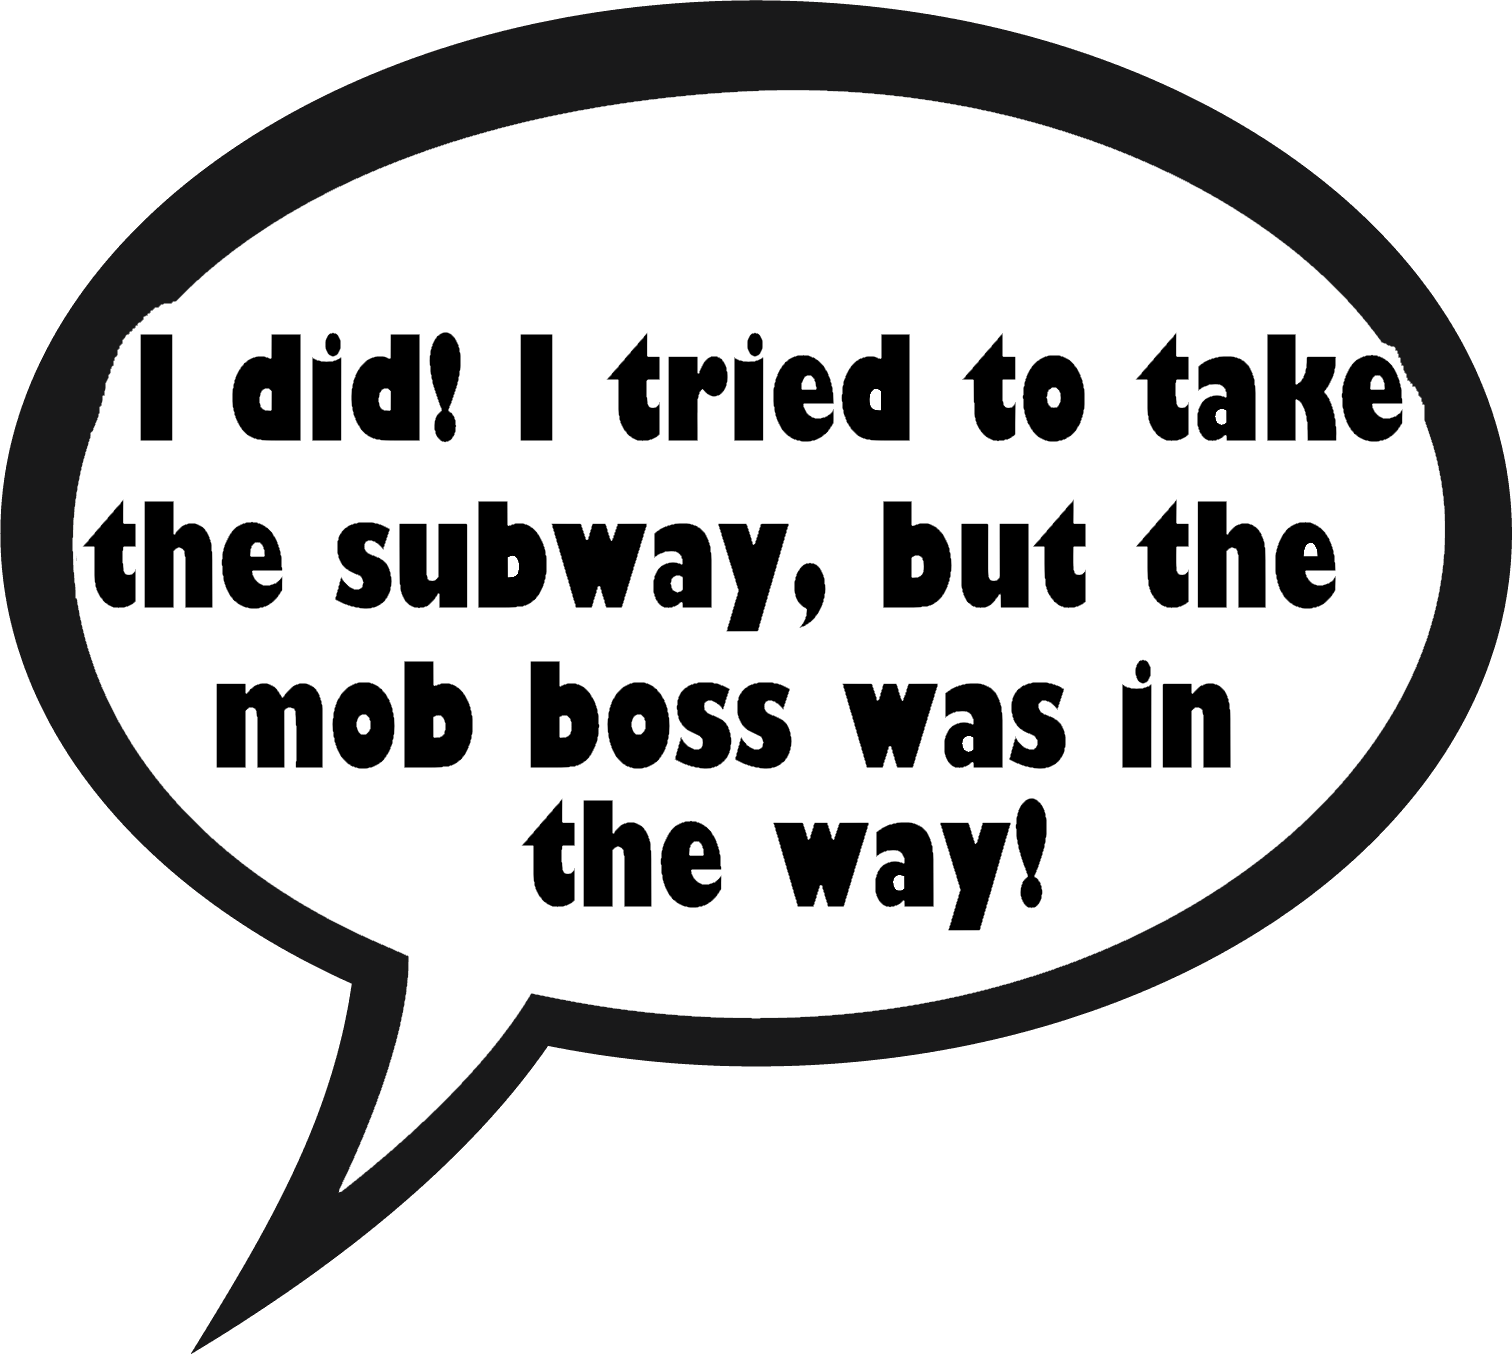 I did! I tried to take
the subway, but the
mob boss was in
the way!